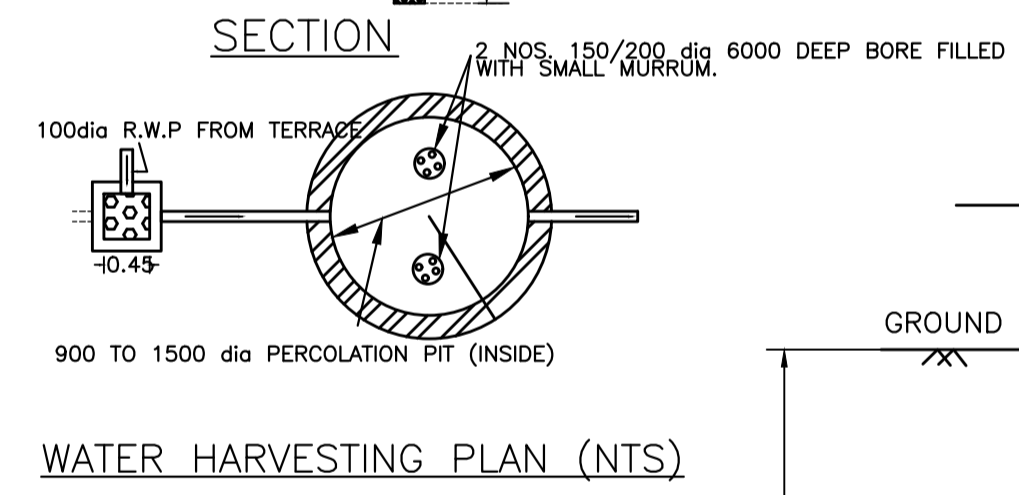 SECTION
2 NOS. 150/200 dia 6000 DEEP BORE FILLED
WITH SMALL MURRUM.
100dia R.W.P FROM TERRACE
0.45
900 TO 1500 dia PERCOLATION PIT (INSIDE)
GROUND
WATER HARVESTING PLAN (NTS)